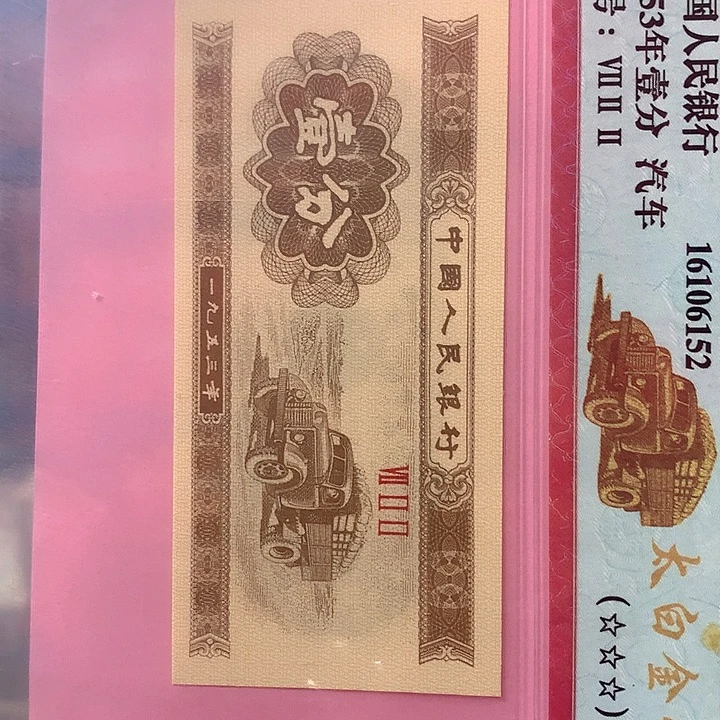 国人民银行
16106152
53年壹分 汽车
号：Ⅶ Ⅱ Ⅱ
太白金
(☆☆☆)
中國人民銀行
Ⅶ Ⅱ Ⅱ
壹分
一九五三年